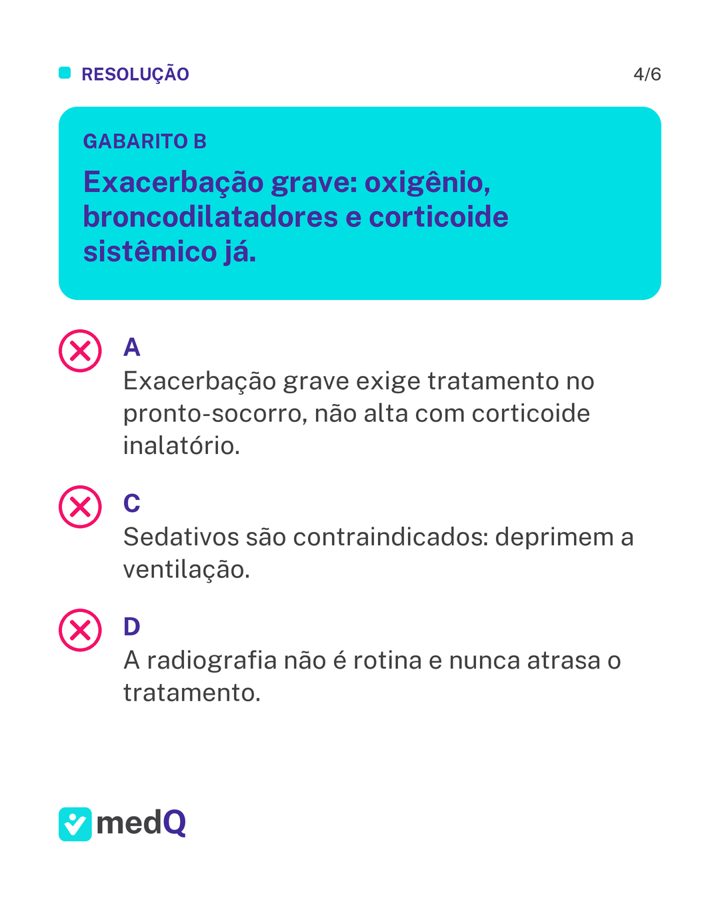 RESOLUÇÃO
4/6
GABARITO B
Exacerbação grave: oxigênio,
broncodilatadores e corticoide
sistêmico já.
A
Exacerbação grave exige tratamento no
pronto-socorro, não alta com corticoide
inalatório.
C
Sedativos são contraindicados: deprimem a
ventilação.
D
A radiografia não é rotina e nunca atrasa o
tratamento.
medQ